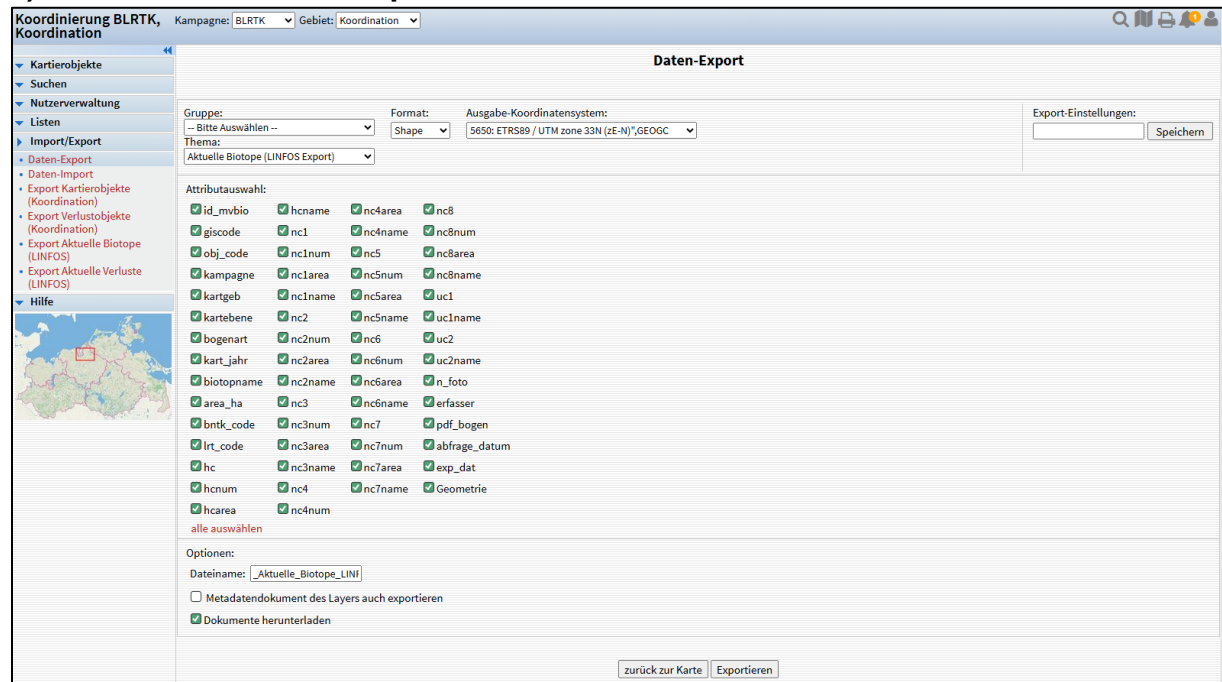 Koordinierung BLRTK,
Koordination
Kampagne: BLRTK Gebiet: Koordination
Kartierobjekte
Suchen
Nutzerverwaltung
Listen
Import/Export
Daten-Export
Daten-Import
Export Kartierobjekte
(Koordination)
Export Verlustobjekte
(Koordination)
Export Aktuelle Biotope
(LINFOS)
Export Aktuelle Verluste
(LINFOS)
Hilfe
Daten-Export
Gruppe: Format: Ausgabe-Koordinatensystem: Export-Einstellungen:
-- Bitte Auswählen -- Shape 5650: ETRS89 / UTM zone 33N (zE-N)",GEOGC Speichern
Thema:
Aktuelle Biotope (LINFOS Export)
Attributauswahl:
id_mvbio hcname nc4area nc8
giscode nc1 nc4name nc8num
obj_code nc1num nc5 nc8area
kampagne nc1area nc5num nc8name
kartgeb nc1name nc5area uc1
kartebene nc2 nc5name uc1name
bogenart nc2num nc6 uc2
kart_jahr nc2area nc6num uc2name
biotopname nc2name nc6area n_foto
area_ha nc3 nc6name erfasser
bntk_code nc3num nc7 pdf_bogen
lrt_code nc3area nc7num abfrage_datum
hc nc3name nc7area exp_dat
hcnum nc4 nc7name Geometrie
hcarea nc4num
alle auswählen
Optionen:
Dateiname: _Aktuelle_Biotope_LINF
Metadatendokument des Layers auch exportieren
Dokumente herunterladen
zurück zur Karte Exportieren